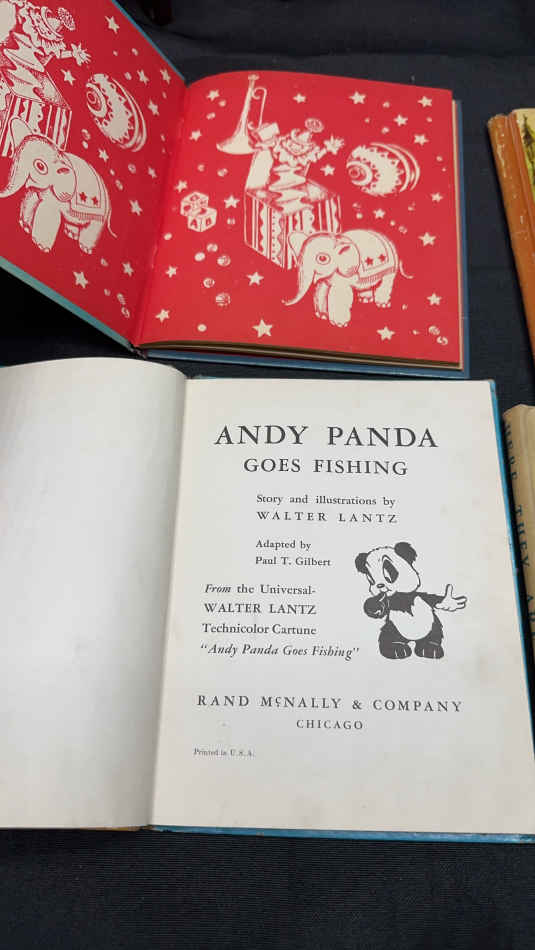 ANDY PANDA
GOES FISHING
Story and illustrations by
WALTER LANTZ
Adapted by
Paul T. Gilbert
From the Universal-
WALTER LANTZ
Technicolor Cartune
"Andy Panda Goes Fishing"
RAND McNALLY & COMPANY
CHICAGO
Printed in U.S.A.
THEY